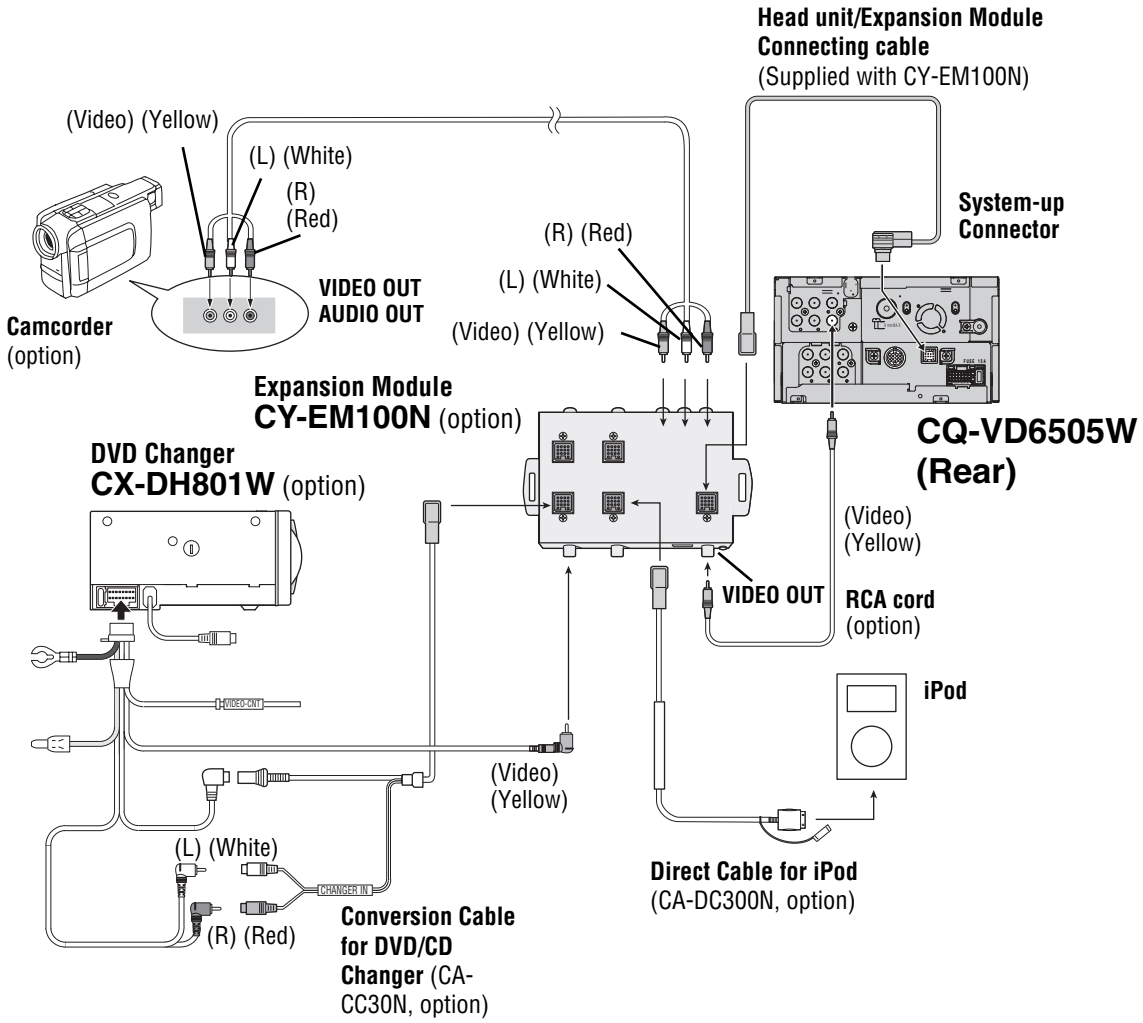 Head unit/Expansion Module
Connecting cable
(Supplied with CY-EM100N)
(Video) (Yellow)
(L) (White)
(R)
(Red)
VIDEO OUT
AUDIO OUT
Camcorder
(option)
(R) (Red)
(L) (White)
(Video) (Yellow)
System-up
Connector
FUSE 15A
CQ-VD6505W
(Rear)
Expansion Module
CY-EM100N (option)
DVD Changer
CX-DH801W (option)
(Video)
(Yellow)
VIDEO OUT
RCA cord
(option)
iPod
VIDEO-CNT
(Video)
(Yellow)
(L) (White)
CHANGER IN
(R) (Red)
Conversion Cable
for DVD/CD
Changer (CA-
CC30N, option)
Direct Cable for iPod
(CA-DC300N, option)